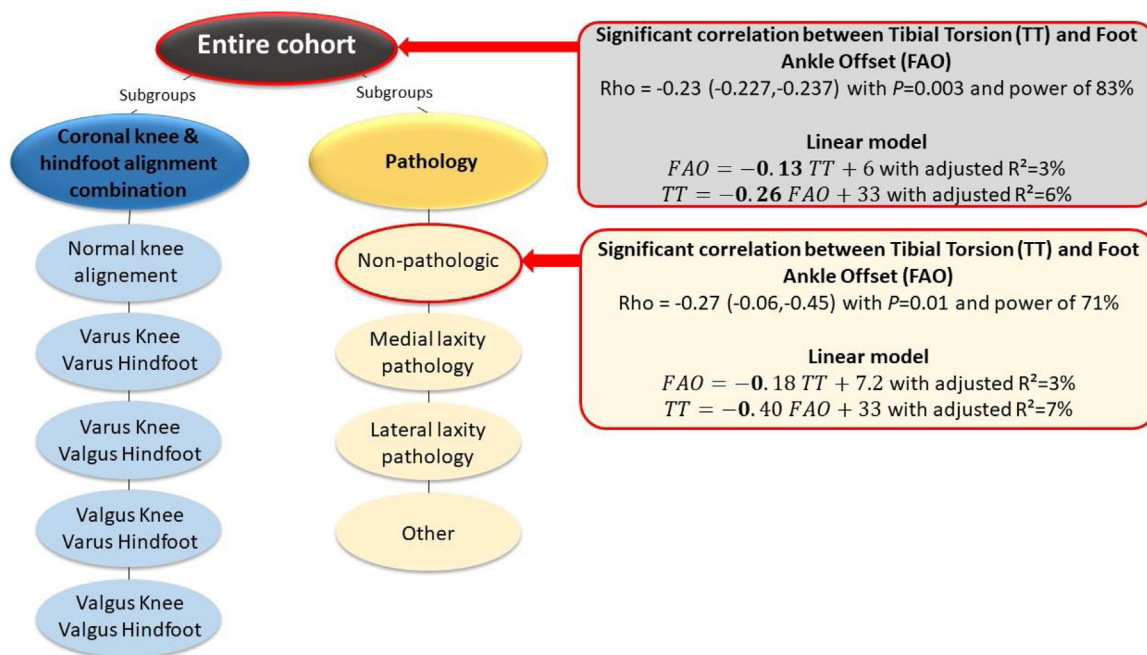 Entire cohort
Subgroups
Subgroups
Coronal knee &
hindfoot alignment
combination
Normal knee
alignement
Varus Knee
Varus Hindfoot
Varus Knee
Valgus Hindfoot
Valgus Knee
Varus Hindfoot
Valgus Knee
Valgus Hindfoot
Pathology
Non-pathologic
Medial laxity
pathology
Lateral laxity
pathology
Other
Significant correlation between Tibial Torsion (TT) and Foot
Ankle Offset (FAO)
Rho = -0.23 (-0.227,-0.237) with P=0.003 and power of 83%
Linear model
FAO = −0.13 TT + 6 with adjusted R²=3%
TT = −0.26 FAO + 33 with adjusted R²=6%
Significant correlation between Tibial Torsion (TT) and Foot
Ankle Offset (FAO)
Rho = -0.27 (-0.06,-0.45) with P=0.01 and power of 71%
Linear model
FAO = −0.18 TT + 7.2 with adjusted R²=3%
TT = −0.40 FAO + 33 with adjusted R²=7%